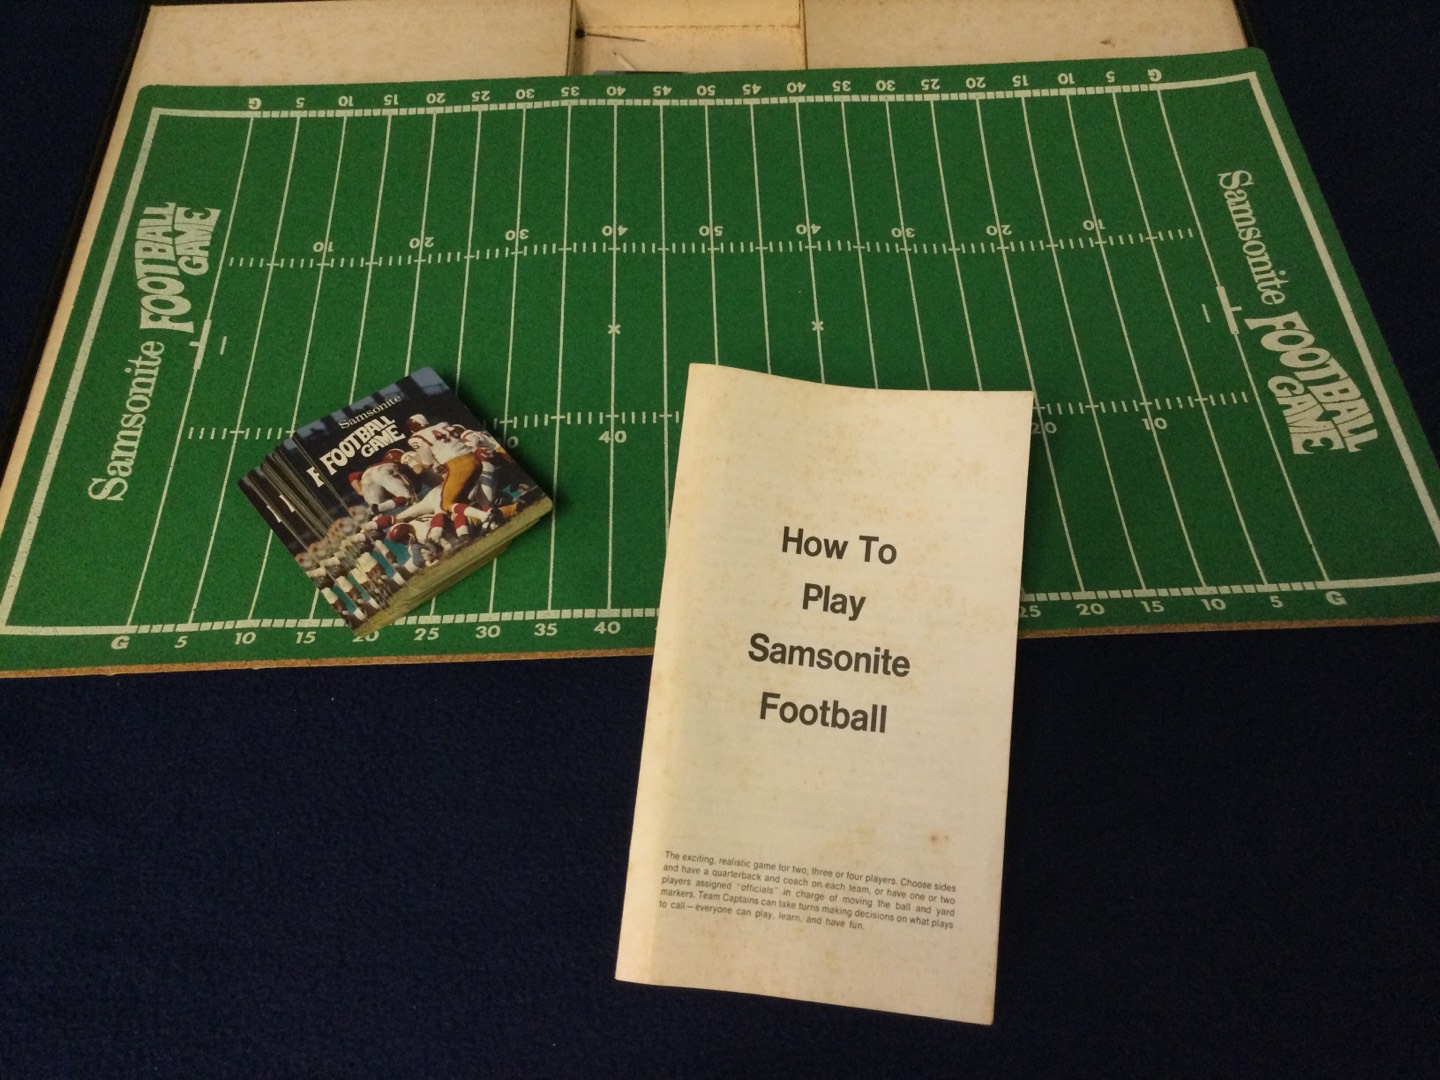 G 5 10 15 20 25 30 35 40 45 50 45 40 35 30 25 20 15 10 5 G
Samsonite
FOOTBALL
GAME
10 20 30 40 50 40 30 20 10
Samsonite
FOOTBALL
GAME
Samsonite
FOOTBALL
GAME
F
40 20 10
G 5 10 15 20 25 30 35 40 25 20 15 10 5 G
How To
Play
Samsonite
Football
The exciting, realistic game for two, three or four players. Choose sides
and have a quarterback and coach on each team, or have one or two
players assigned "officials" in charge of moving the ball and yard
markers. Team Captains can take turns making decisions on what plays
to call—everyone can play, learn, and have fun.